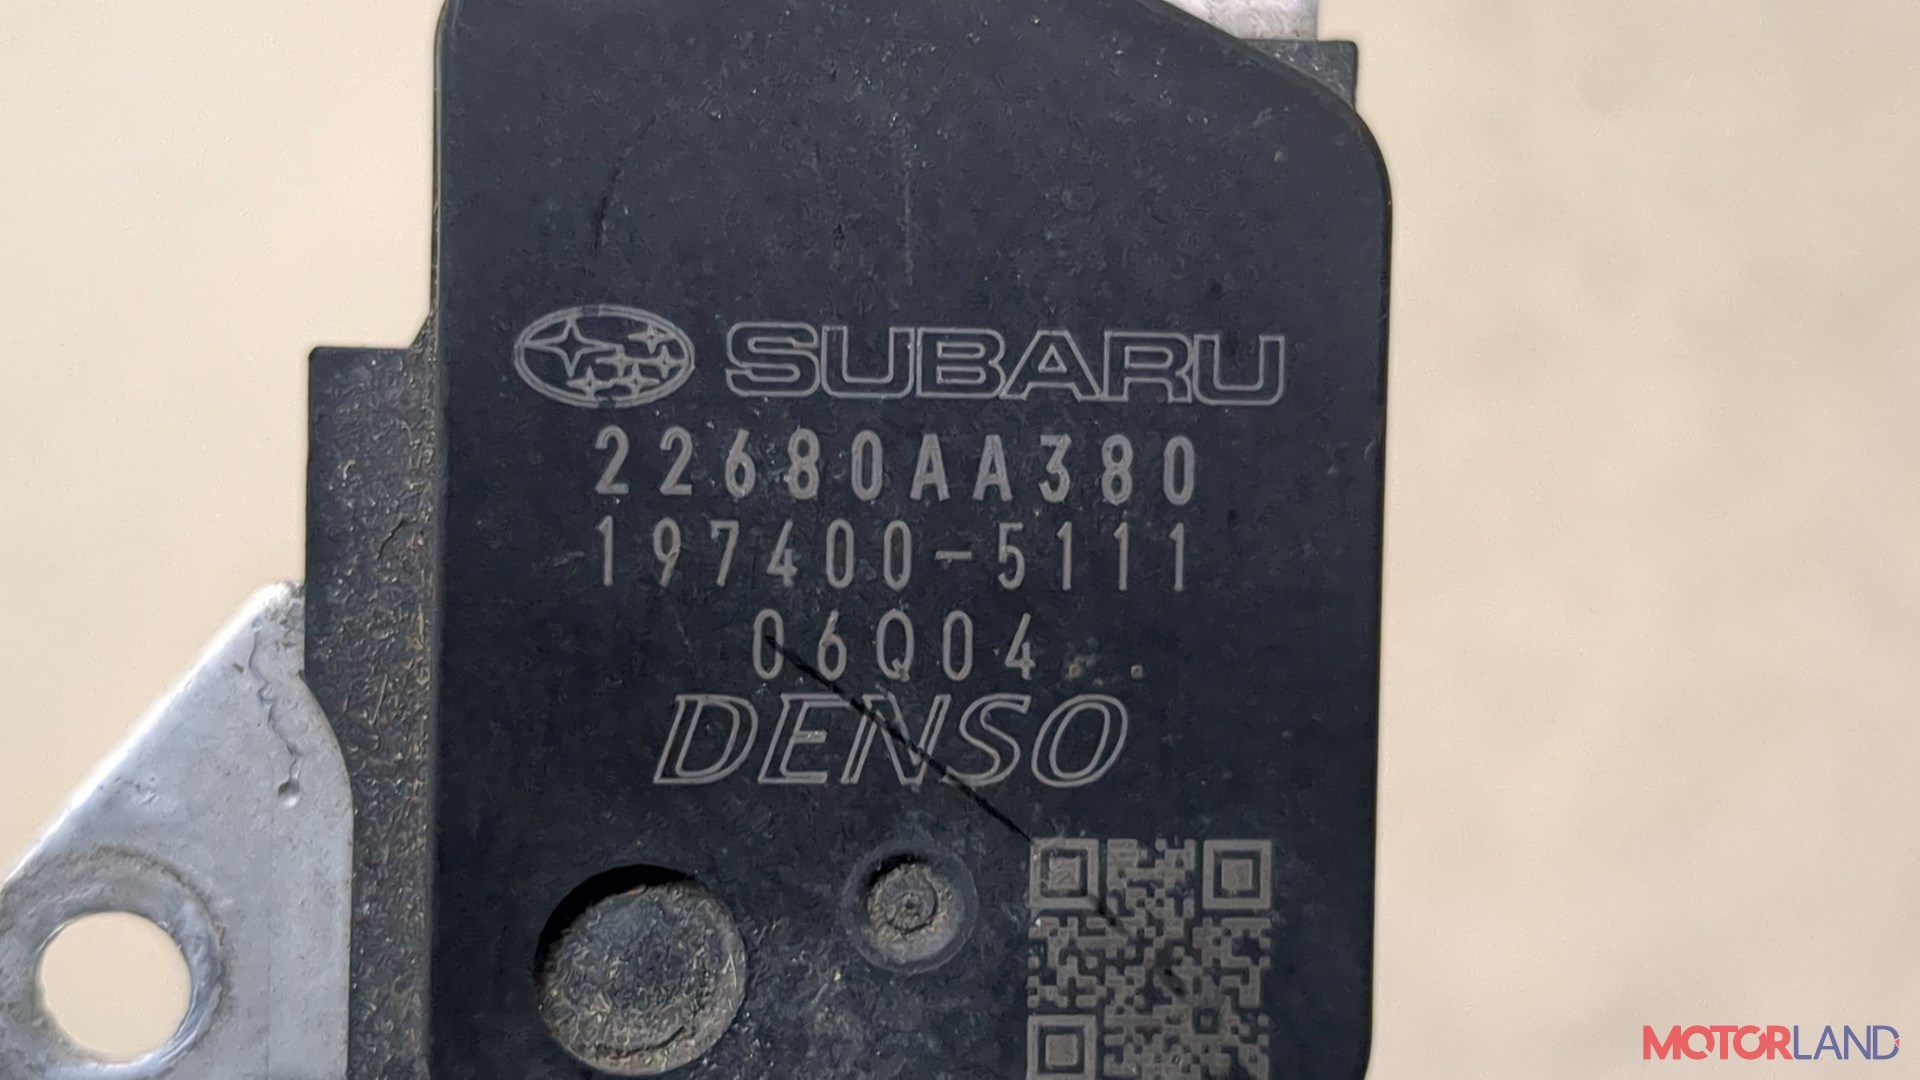 SUBARU
22680AA380
197400-5111
06Q04
DENSO
MOTORLAND